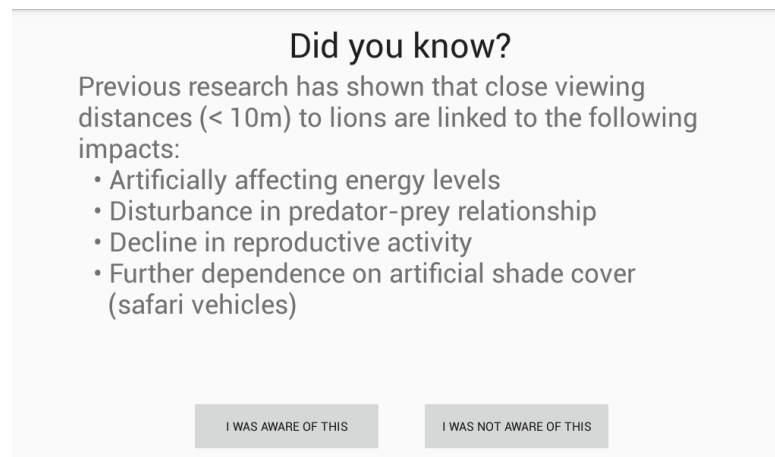 Did you know?
Previous research has shown that close viewing
distances (< 10m) to lions are linked to the following
impacts:
• Artificially affecting energy levels
• Disturbance in predator-prey relationship
• Decline in reproductive activity
• Further dependence on artificial shade cover
(safari vehicles)
I WAS AWARE OF THIS
I WAS NOT AWARE OF THIS